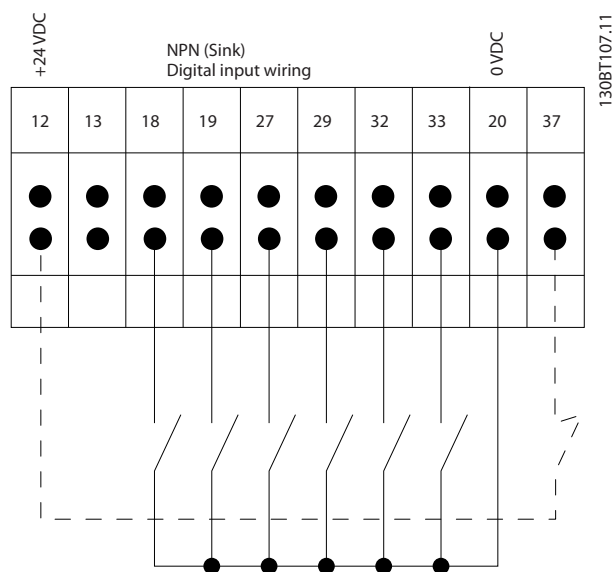 +24 VDC
NPN (Sink)
Digital input wiring
0 VDC
130BT107.11
12 13 18 19 27 29 32 33 20 37